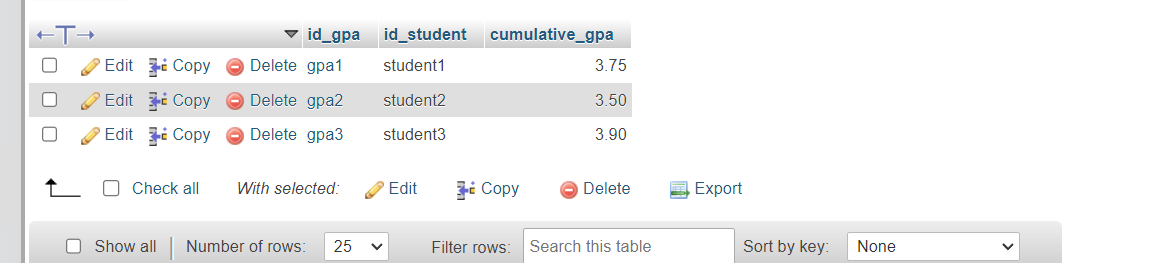 id_gpa id_student cumulative_gpa
Edit Copy Delete gpa1 student1 3.75
Edit Copy Delete gpa2 student2 3.50
Edit Copy Delete gpa3 student3 3.90
Check all With selected: Edit Copy Delete Export
Show all Number of rows: 25 Filter rows: Search this table Sort by key: None